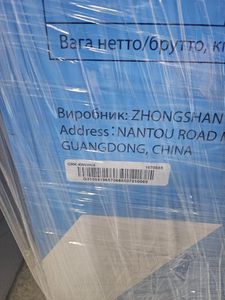 Вага нетто/брутто, кг
Виробник: ZHONGSHAN
Address: NANTOU ROAD
GUANGDONG, CHINA